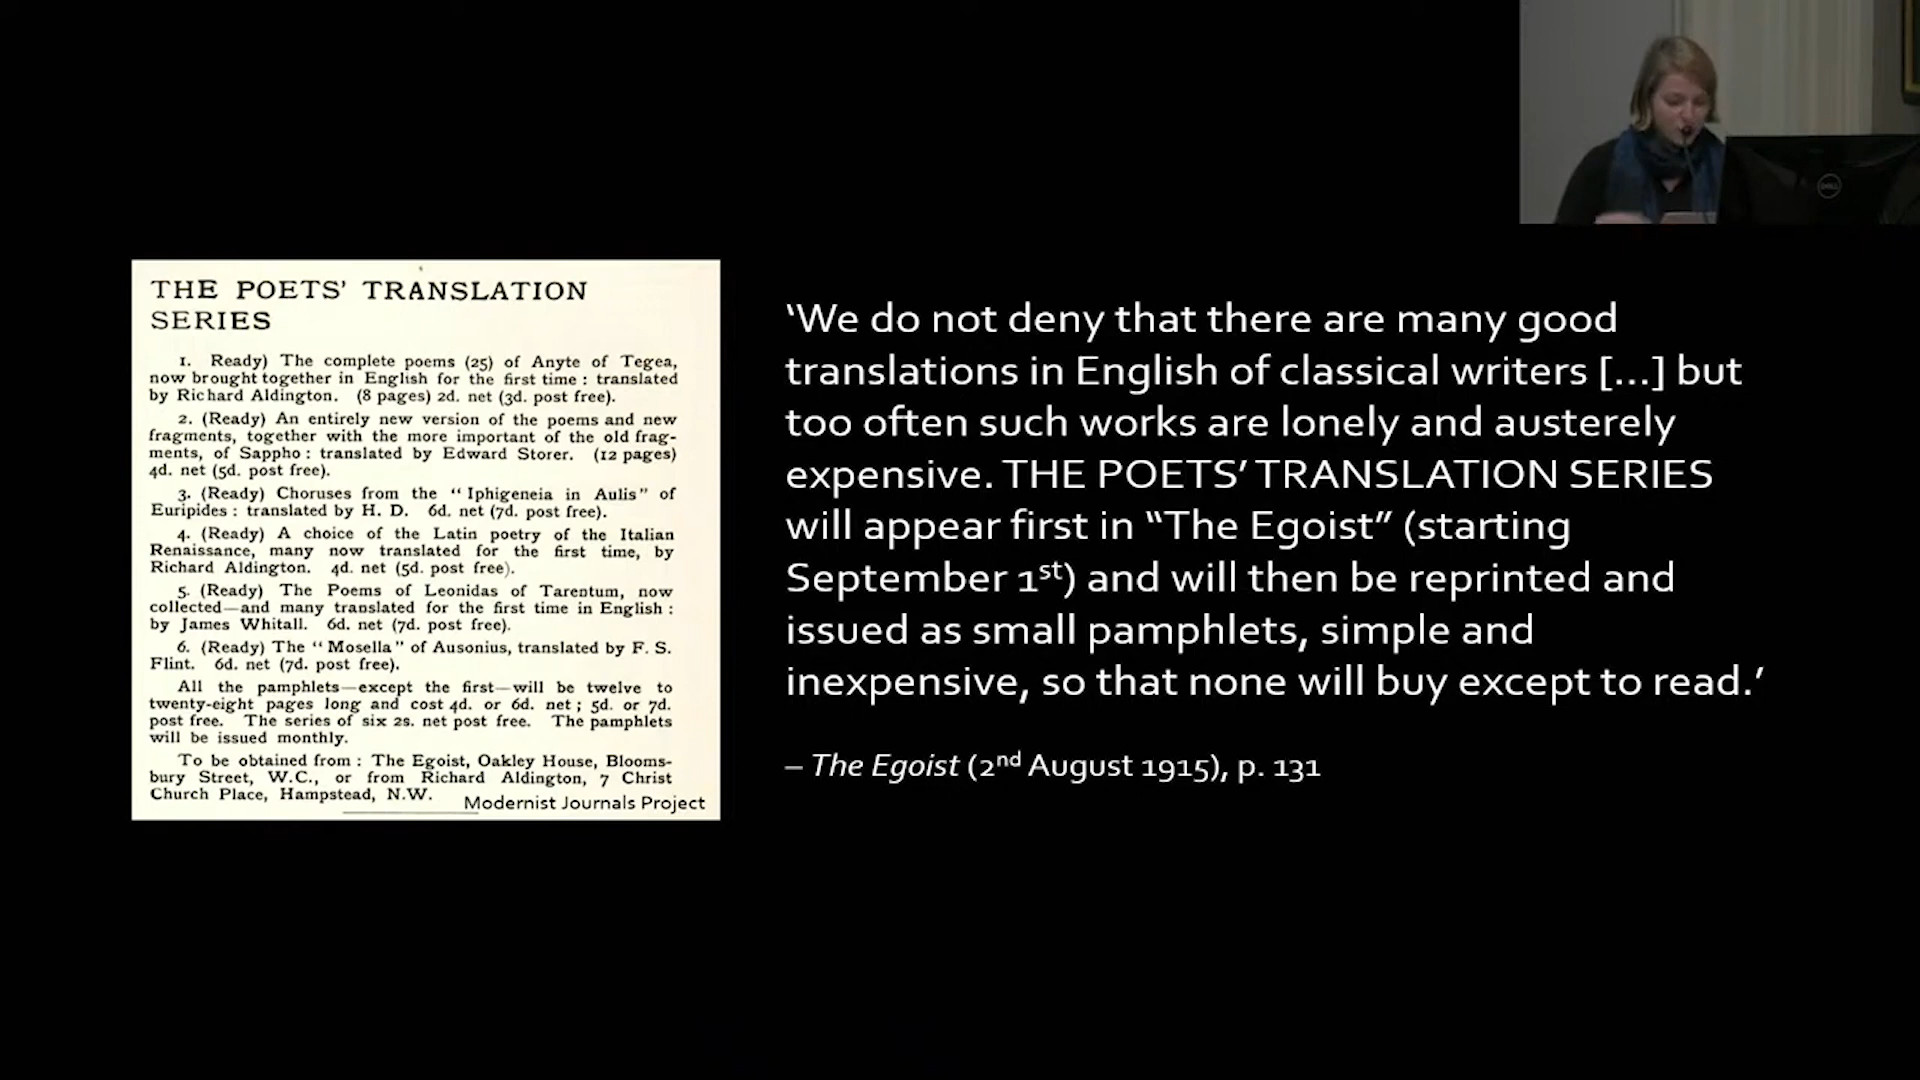 THE POETS' TRANSLATION
SERIES
1. Ready) The complete poems (25) of Anyte of Tegea,
now brought together in English for the first time : translated
by Richard Aldington. (8 pages) 2d. net (3d. post free).
2. (Ready) An entirely new version of the poems and new
fragments, together with the more important of the old frag-
ments, of Sappho : translated by Edward Storer. (12 pages)
4d. net (5d. post free).
3. (Ready) Choruses from the “ Iphigeneia in Aulis” of
Euripides : translated by H. D. 6d. net (7d. post free).
4. (Ready) A choice of the Latin poetry of the Italian
Renaissance, many now translated for the first time, by
Richard Aldington. 4d. net (5d. post free).
5. (Ready) The Poems of Leonidas of Tarentum, now
collected—and many translated for the first time in English :
by James Whitall. 6d. net (7d. post free).
6. (Ready) The “ Mosella” of Ausonius, translated by F. S.
Flint. 6d. net (7d. post free).
All the pamphlets—except the first—will be twelve to
twenty-eight pages long and cost 4d. or 6d. net ; 5d. or 7d.
post free. The series of six 2s. net post free. The pamphlets
will be issued monthly.
To be obtained from : The Egoist, Oakley House, Blooms-
bury Street, W.C., or from Richard Aldington, 7 Christ
Church Place, Hampstead, N.W.
Modernist Journals Project
‘We do not deny that there are many good
translations in English of classical writers [...] but
too often such works are lonely and austerely
expensive. THE POETS’ TRANSLATION SERIES
will appear first in “The Egoist” (starting
September 1st) and will then be reprinted and
issued as small pamphlets, simple and
inexpensive, so that none will buy except to read.’
– The Egoist (2nd August 1915), p. 131
DELL